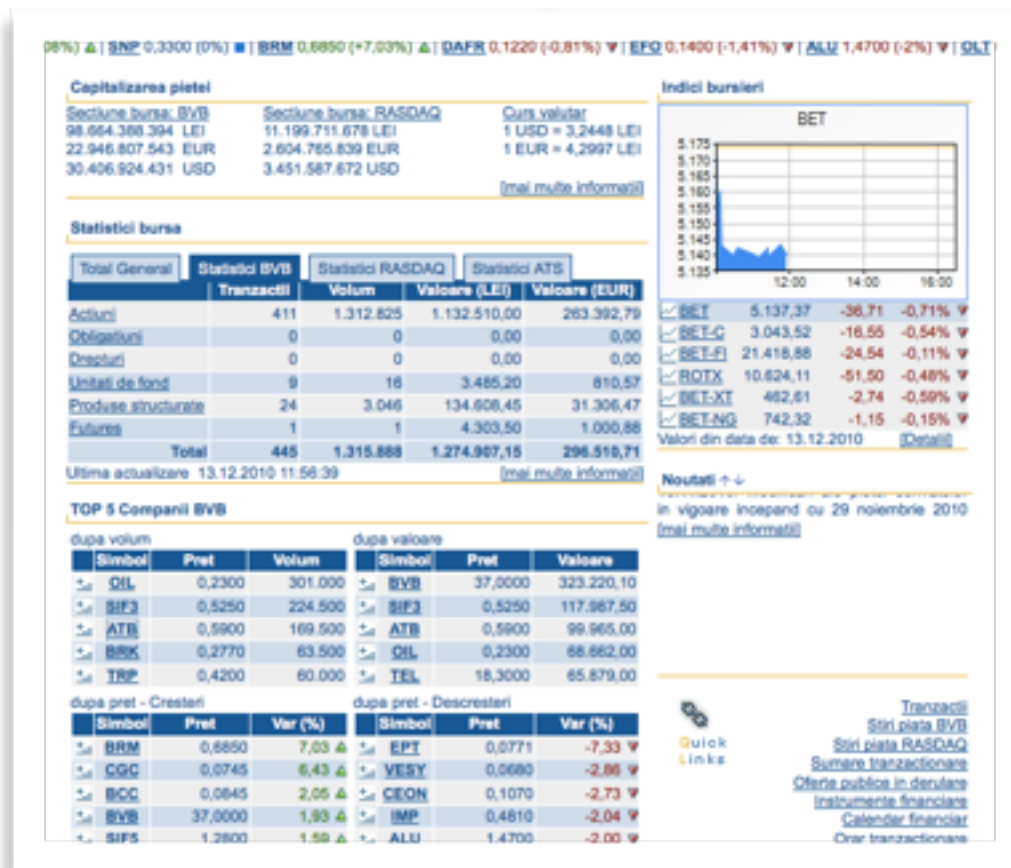 08%) ▲ | SNP 0,3300 (0%) ■ | BRM 0,6850 (+7,03%) ▲ | DAFR 0,1220 (-0,81%) ▼ | EFO 0,1400 (-1,41%) ▼ | ALU 1,4700 (-2%) ▼ | OLT
Capitalizarea pietei
Sectiune bursa: BVB Sectiune bursa: RASDAQ Curs valutar
98.664.388.394 LEI 11.199.711.678 LEI 1 USD = 3,2448 LEI
22.946.807.543 EUR 2.604.765.839 EUR 1 EUR = 4,2997 LEI
30.406.924.431 USD 3.451.587.672 USD
[mai multe informatii]
Statistici bursa
Total General Statistici BVB Statistici RASDAQ Statistici ATS
Tranzactii Volum Valoare (LEI) Valoare (EUR)
Actiuni 411 1.312.825 1.132.510,00 263.392,79
Obligatiuni 0 0 0,00 0,00
Drepturi 0 0 0,00 0,00
Unitati de fond 9 16 3.485,20 810,57
Produse structurate 24 3.046 134.608,45 31.306,47
Futures 1 1 4.303,50 1.000,88
Total 445 1.315.888 1.274.907,15 296.510,71
Ultima actualizare 13.12.2010 11:56:39 [mai multe informatii]
TOP 5 Companii BVB
dupa volum
Simbol Pret Volum
OIL 0,2300 301.000
SIF3 0,5250 224.500
ATB 0,5900 169.500
BRK 0,2770 63.500
TRP 0,4200 60.000
dupa valoare
Simbol Pret Valoare
BVB 37,0000 323.220,10
SIF3 0,5250 117.987,50
ATB 0,5900 99.965,00
OIL 0,2300 68.662,00
TEL 18,3000 65.879,00
dupa pret - Cresteri
Simbol Pret Var (%)
BRM 0,6850 7,03 ▲
CGC 0,0745 6,43 ▲
BCC 0,0845 2,05 ▲
BVB 37,0000 1,93 ▲
SIF5 1,2800 1,59 ▲
dupa pret - Descresteri
Simbol Pret Var (%)
EPT 0,0771 -7,33 ▼
VESY 0,0680 -2,86 ▼
CEON 0,1070 -2,73 ▼
IMP 0,4810 -2,04 ▼
ALU 1,4700 -2,00 ▼
Indici bursieri
BET
5.175
5.170
5.165
5.160
5.155
5.150
5.145
5.140
5.135
12:00 14:00 16:00
BET 5.137,37 -36,71 -0,71% ▼
BET-C 3.043,52 -16,55 -0,54% ▼
BET-FI 21.418,88 -24,54 -0,11% ▼
ROTX 10.624,11 -51,50 -0,48% ▼
BET-XT 462,61 -2,74 -0,59% ▼
BET-NG 742,32 -1,15 -0,15% ▼
Valori din data de: 13.12.2010 [Detalii]
Noutati ↑↓
in vigoare incepand cu 29 noiembrie 2010
[mai multe informatii]
Quick
Links
Tranzactii
Stiri piata BVB
Stiri piata RASDAQ
Sumare tranzactionare
Oferte publice in derulare
Instrumente financiare
Calendar financiar
Orar tranzactionare